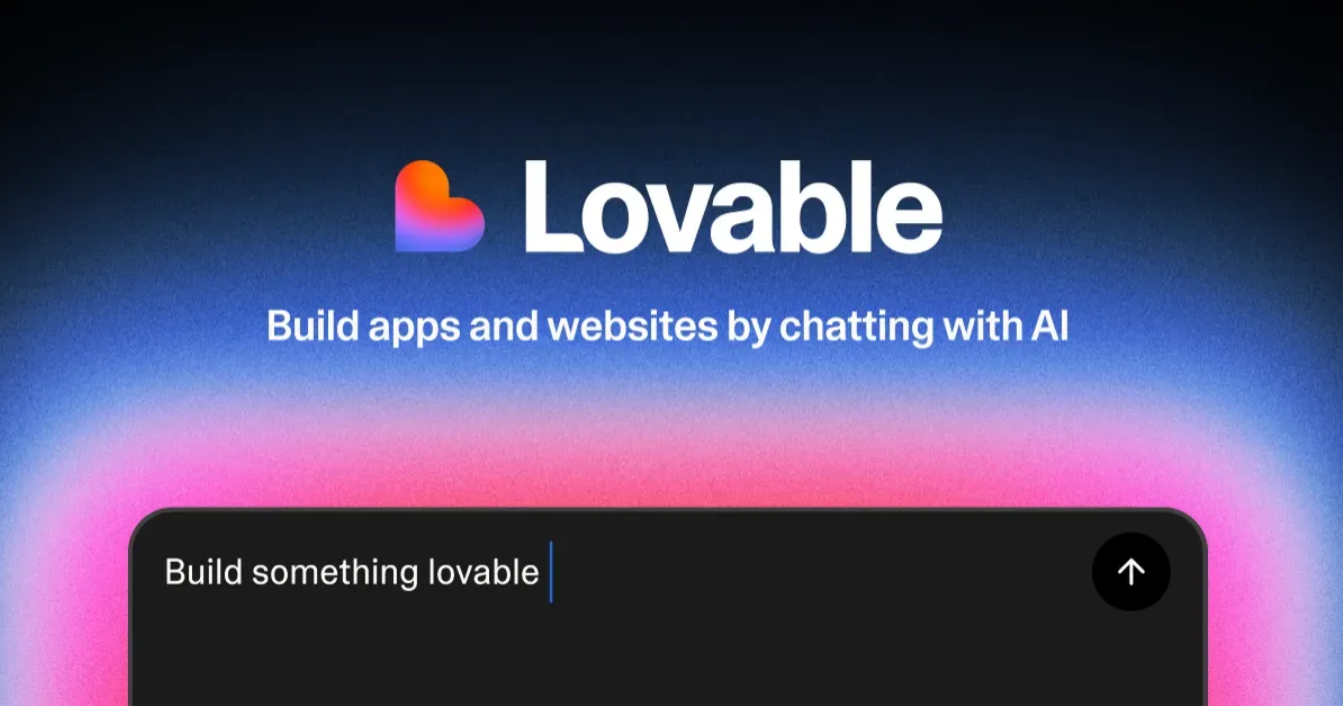 Lovable
Build apps and websites by chatting with AI
Build something lovable